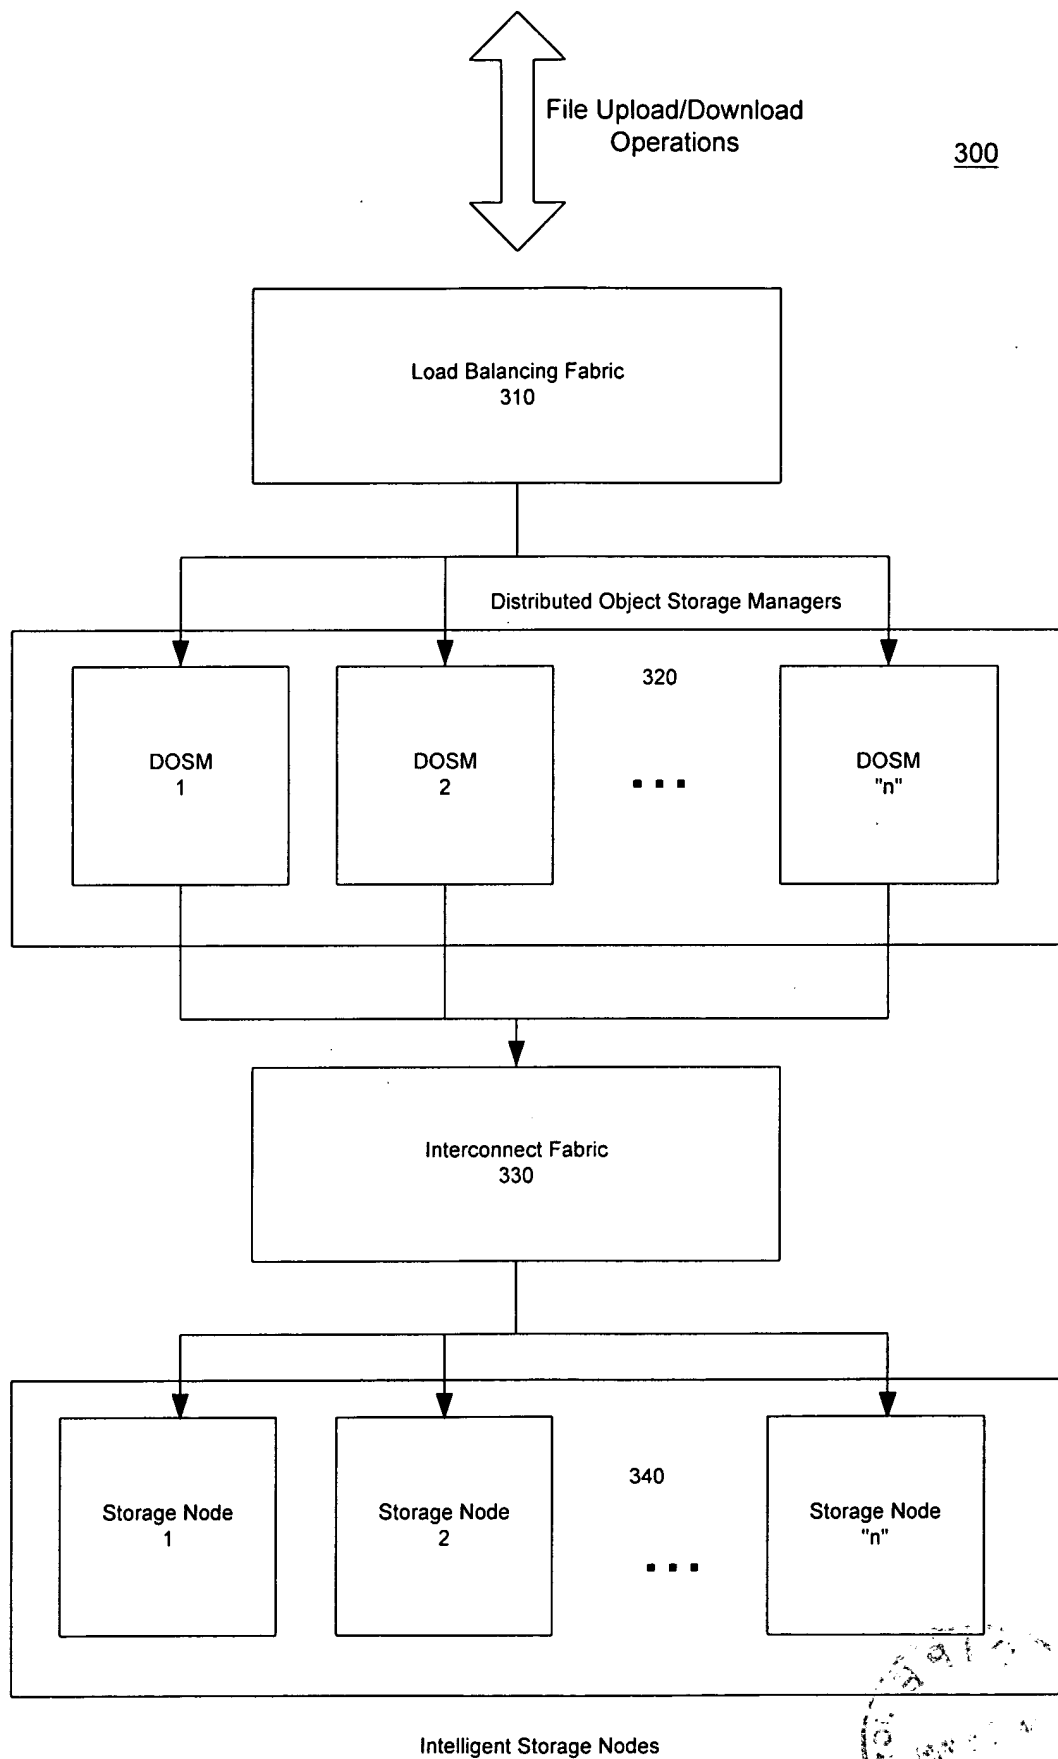 File Upload/Download
Operations
300
Load Balancing Fabric
310
Distributed Object Storage Managers
320
DOSM
1
DOSM
2
DOSM
"n"
Interconnect Fabric
330
340
Storage Node
1
Storage Node
2
Storage Node
"n"
Intelligent Storage Nodes